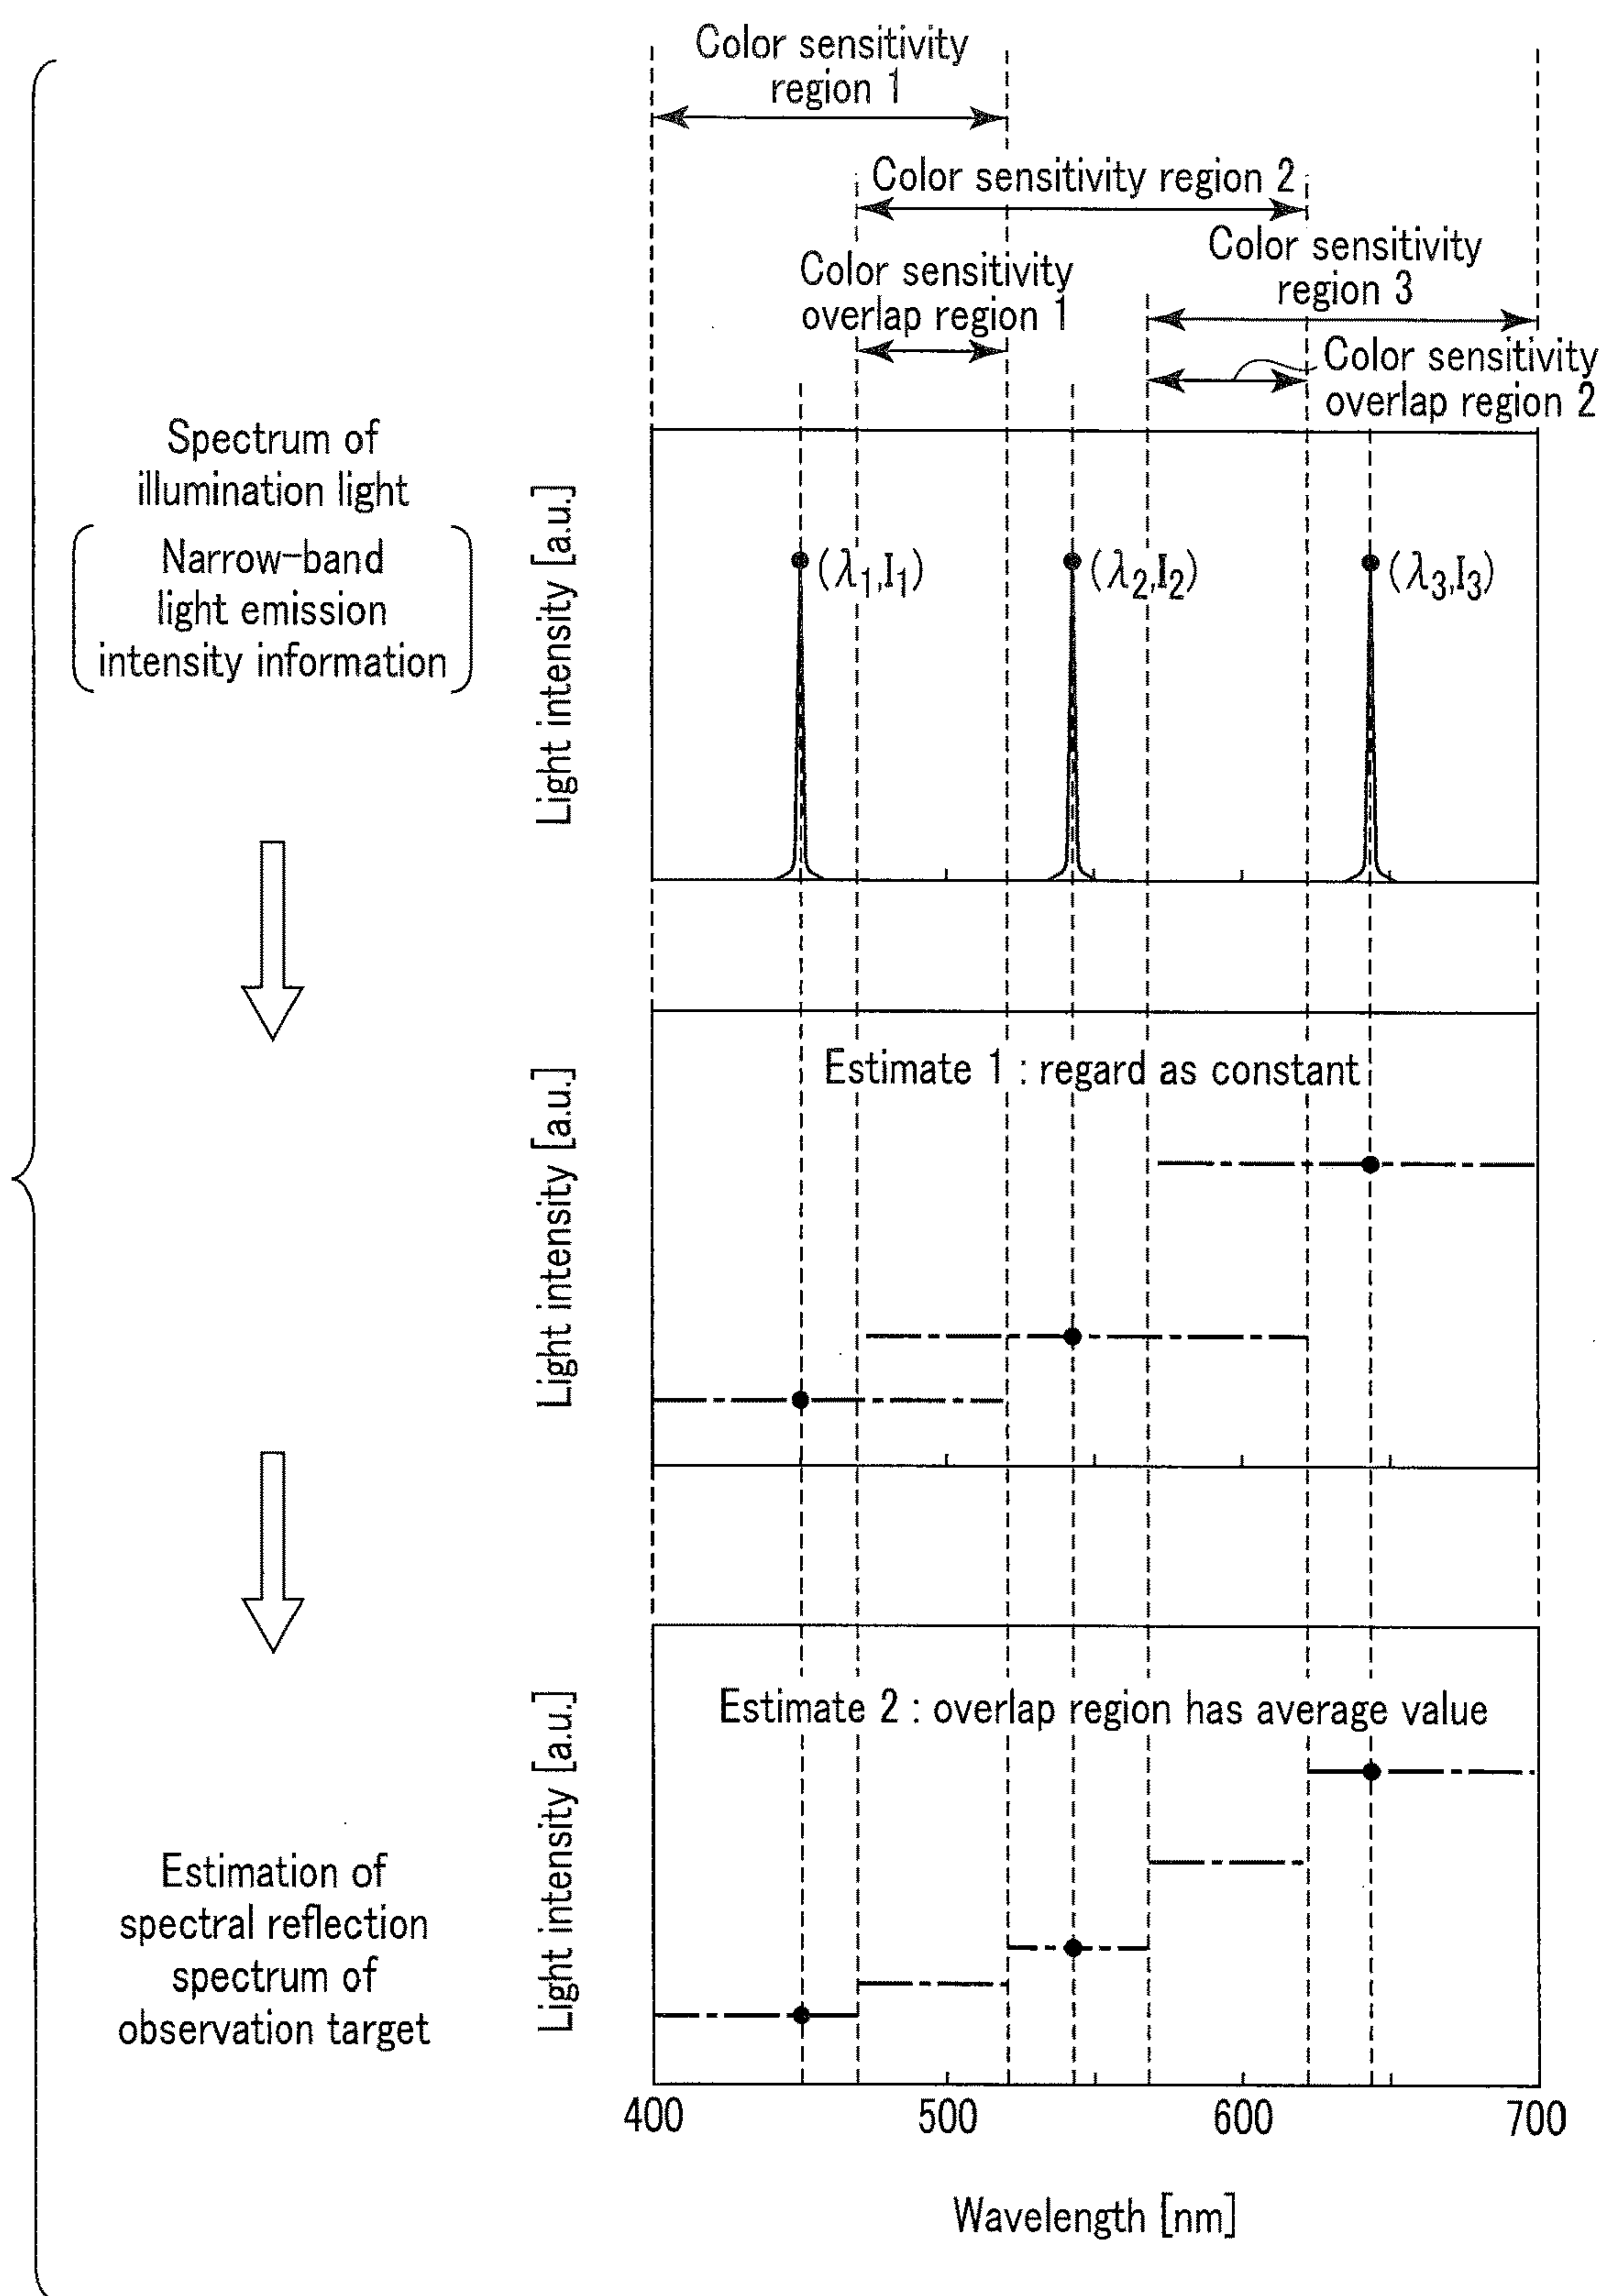 Color sensitivity
region 1
Color sensitivity region 2
Color sensitivity
region 3
Color sensitivity
overlap region 1
Color sensitivity
overlap region 2
Spectrum of
illumination light
Narrow-band
light emission
intensity information
Light intensity [a.u.]
(λ1,I1)
(λ2,I2)
(λ3,I3)
Light intensity [a.u.]
Estimate 1 : regard as constant
Light intensity [a.u.]
Estimate 2 : overlap region has average value
Estimation of
spectral reflection
spectrum of
observation target
400
500
600
700
Wavelength [nm]